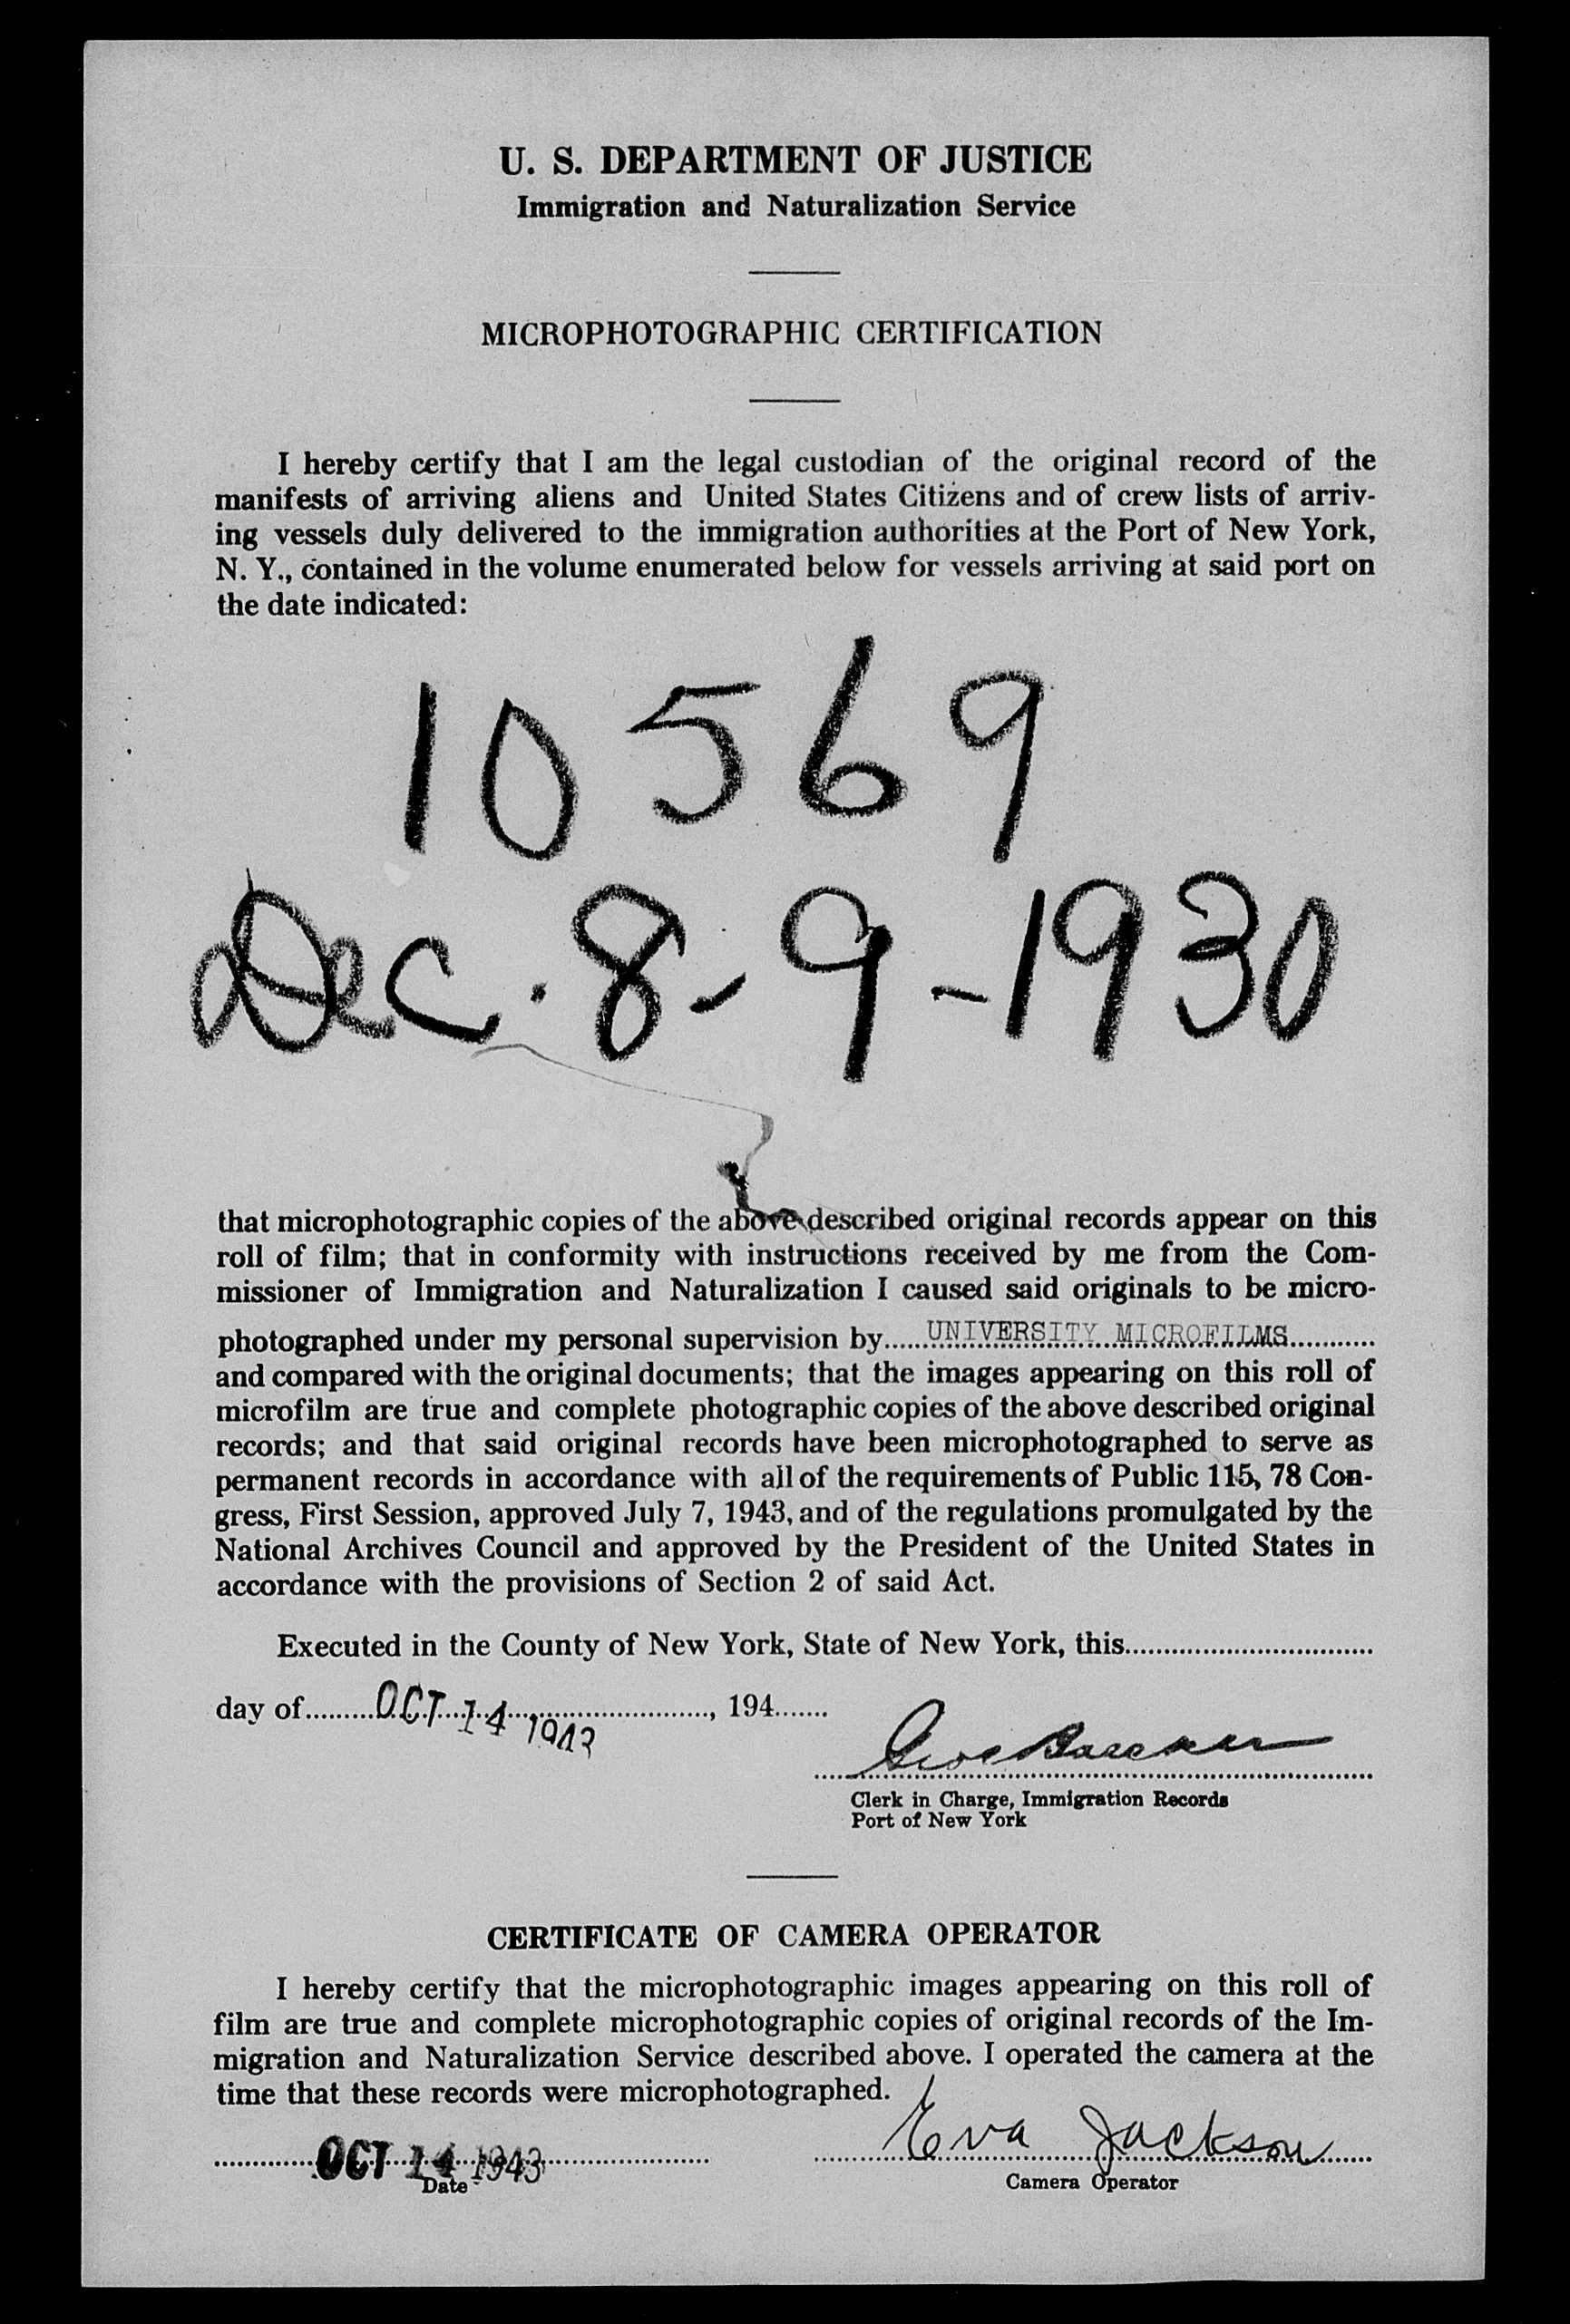 U. S. DEPARTMENT OF JUSTICE
Immigration and Naturalization Service
MICROPHOTOGRAPHIC CERTIFICATION
I hereby certify that I am the legal custodian of the original record of the
manifests of arriving aliens and United States Citizens and of crew lists of arriv-
ing vessels duly delivered to the immigration authorities at the Port of New York,
N. Y., contained in the volume enumerated below for vessels arriving at said port on
the date indicated:
10569
Dec. 8-9-1930
that microphotographic copies of the above described original records appear on this
roll of film; that in conformity with instructions received by me from the Com-
missioner of Immigration and Naturalization I caused said originals to be micro-
photographed under my personal supervision by UNIVERSITY MICROFILMS
and compared with the original documents; that the images appearing on this roll of
microfilm are true and complete photographic copies of the above described original
records; and that said original records have been microphotographed to serve as
permanent records in accordance with all of the requirements of Public 115, 78 Con-
gress, First Session, approved July 7, 1943, and of the regulations promulgated by the
National Archives Council and approved by the President of the United States in
accordance with the provisions of Section 2 of said Act.
Executed in the County of New York, State of New York, this
day of OCT 14 1943, 194
Clerk in Charge, Immigration Records
Port of New York
CERTIFICATE OF CAMERA OPERATOR
I hereby certify that the microphotographic images appearing on this roll of
film are true and complete microphotographic copies of original records of the Im-
migration and Naturalization Service described above. I operated the camera at the
time that these records were microphotographed.
OCT 14 1943 Eva Jackson
Date Camera Operator